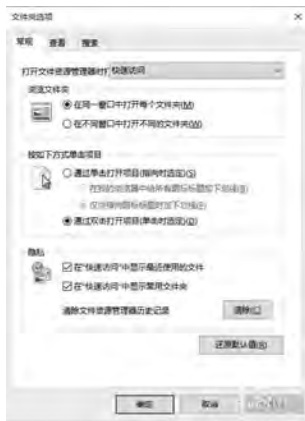 文件夹选项
常规 查看 搜索
打开文件资源管理器时打 快速访问
浏览文件夹
在同一窗口中打开每个文件夹(M)
在不同窗口中打开不同的文件夹(W)
按如下方式单击项目
通过单击打开项目(指向时选定)(S)
通过双击打开项目(单击时选定)(D)
隐私
在"快速访问"中显示最近使用的文件
在"快速访问"中显示常用文件夹
清除文件资源管理器历史记录 清除(C)
还原默认值(R)
确定 取消